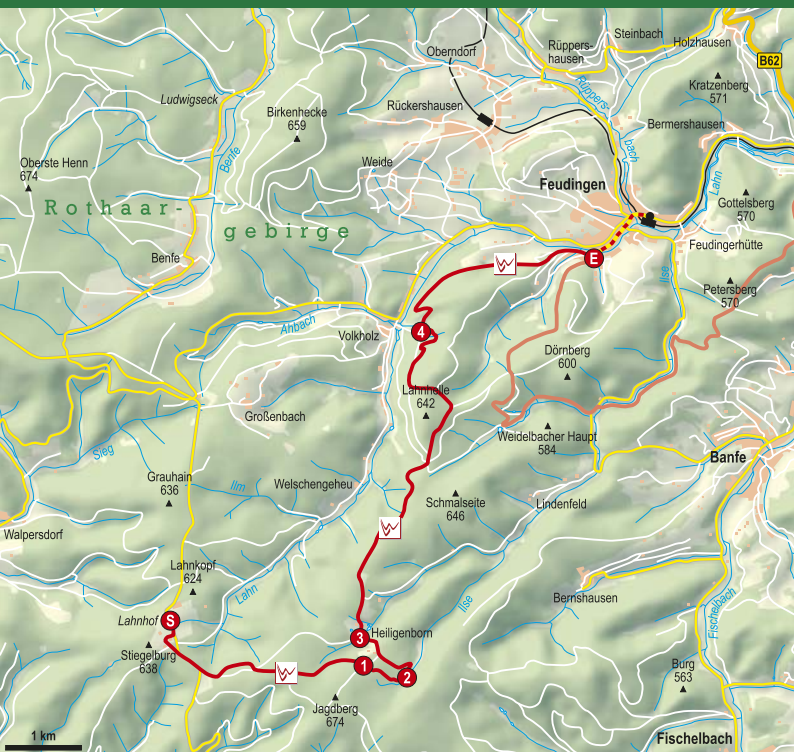 Steinbach
Holzhausen
Oberndorf
Rüppers-
hausen
B62
Kratzenberg
571
Ludwigseck
Rückershausen
Rüppers-
bach
Birkenhecke
659
Bermershausen
Benfe
Weide
Oberste Henn
674
Feudingen
Lahn
Gottelsberg
570
Rothaar-
gebirge
Feudingerhütte
Benfe
E
Ilse
Petersberg
570
Ahbach
Volkholz
4
Dörnberg
600
Lahnhelle
642
Großenbach
Weidelbacher Haupt
584
Sieg
Banfe
Grauhain
636
Ilm
Welschengeheu
Schmalseite
646
Lindenfeld
Walpersdorf
Lahnkopf
624
Lahn
Ilse
Bernshausen
Fischelbach
Lahnhof
S
3
Heiligenborn
Stiegelburg
638
1
2
Burg
563
Jagdberg
674
1 km
Fischelbach